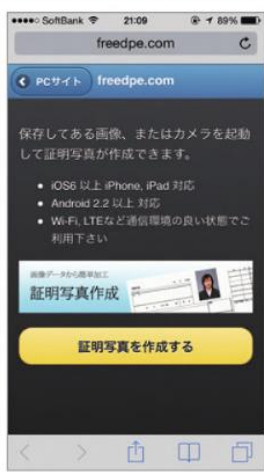 SoftBank 21:09 89%
freedpe.com
PCサイト freedpe.com
保存してある画像、またはカメラを起動
して証明写真が作成できます。
• iOS6 以上 iPhone, iPad 対応
• Android 2.2 以上 対応
• Wi-Fi, LTEなど通信環境の良い状態でご
利用下さい
画像データから簡単加工
証明写真作成
証明写真を作成する